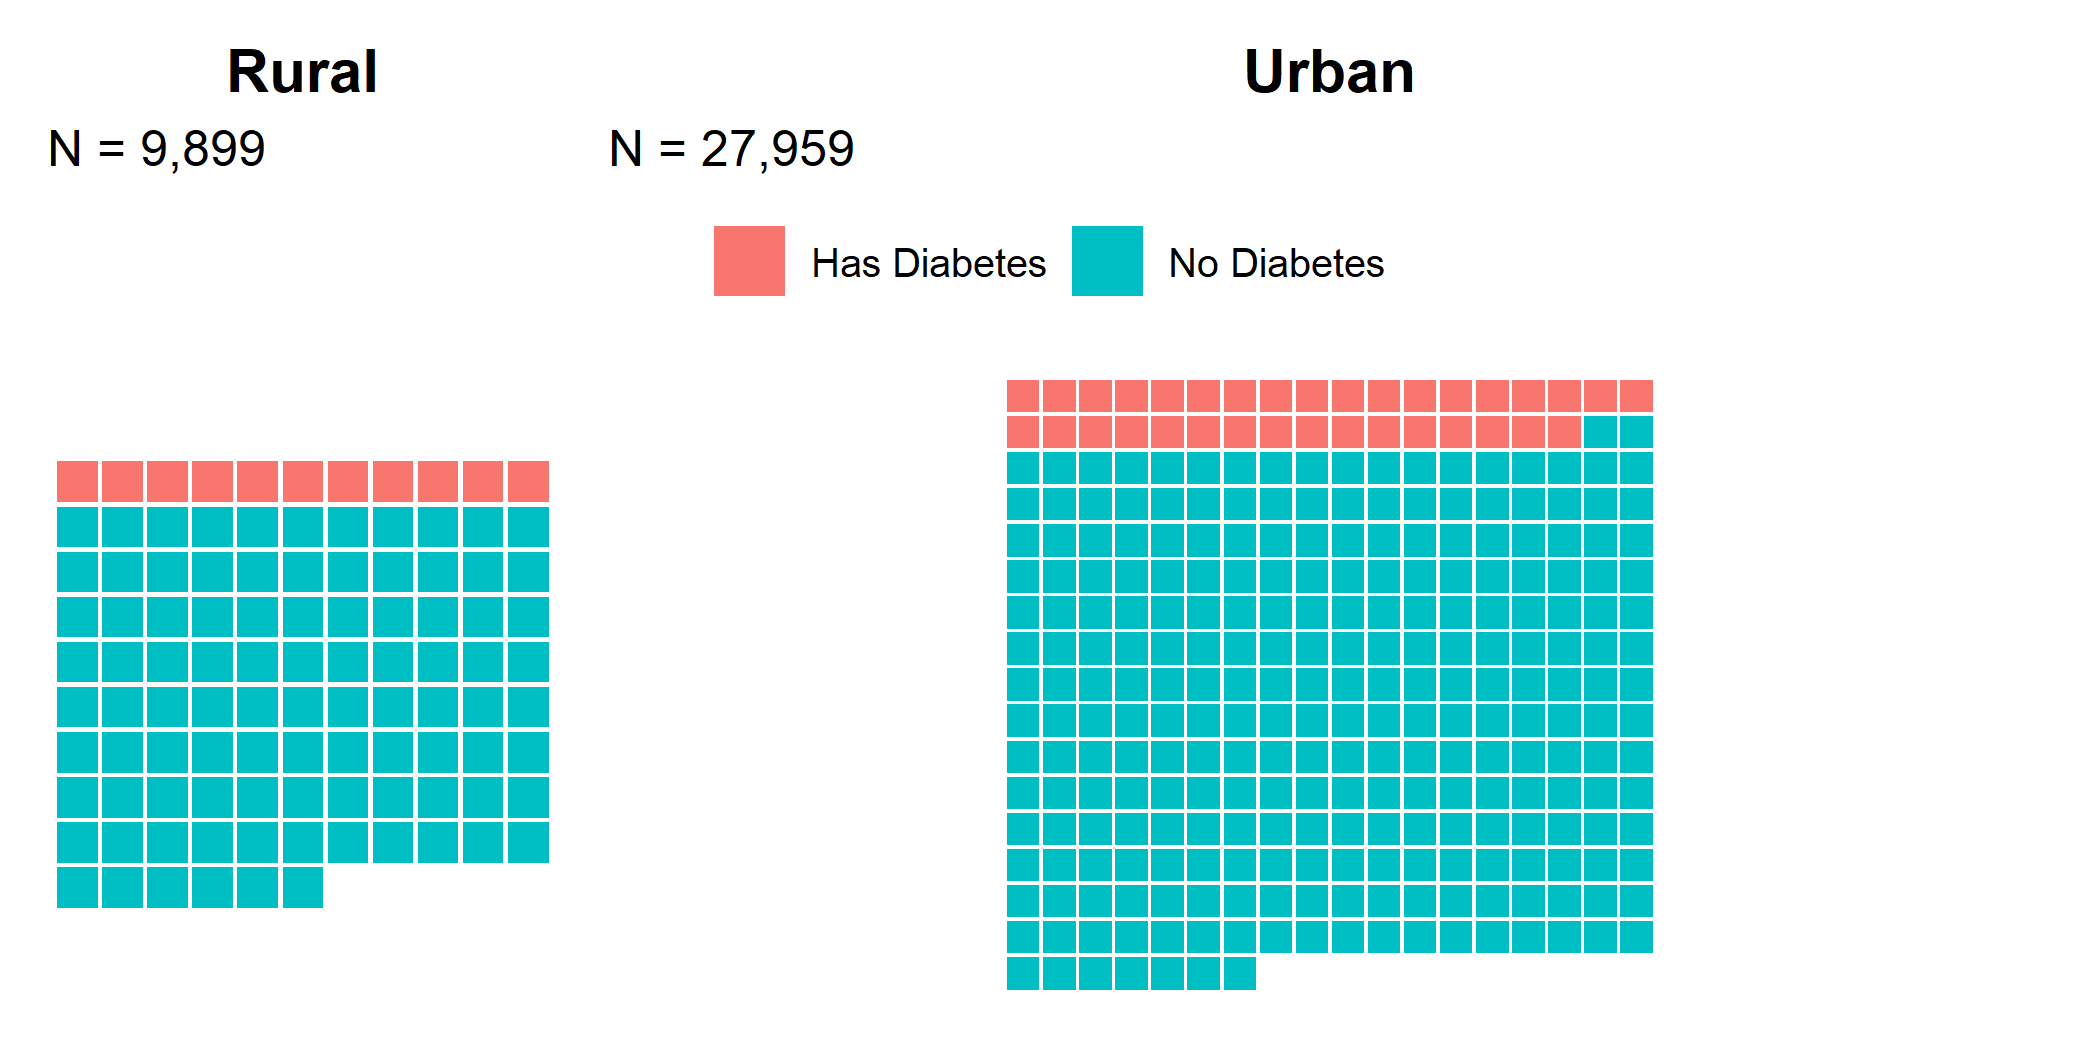 Rural
N = 9,899
Urban
N = 27,959
Has Diabetes
No Diabetes